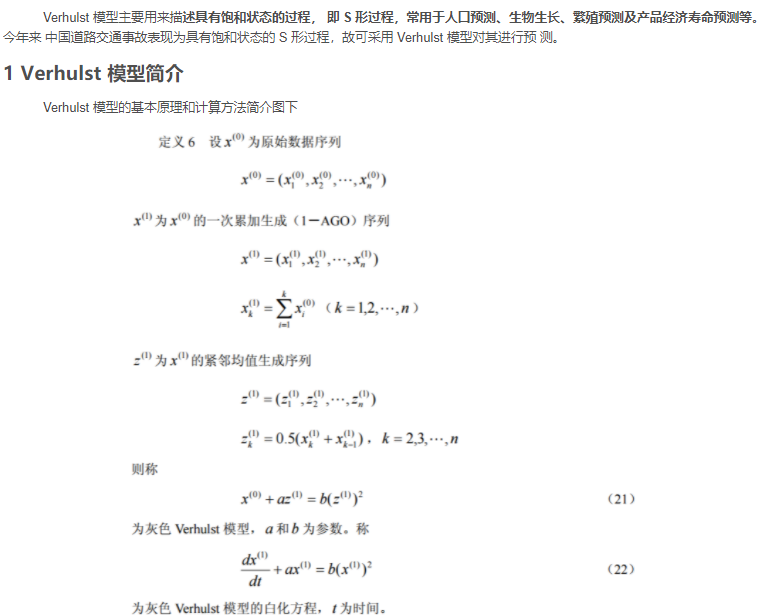 Verhulst 模型主要用来描述具有饱和状态的过程， 即 S 形过程，常用于人口预测、生物生长、繁殖预测及产品经济寿命预测等。
今年来 中国道路交通事故表现为具有饱和状态的 S 形过程，故可采用 Verhulst 模型对其进行预 测。
1 Verhulst 模型简介
Verhulst 模型的基本原理和计算方法简介图下
定义 6 设 x^{(0)} 为原始数据序列
x^{(0)} = (x_1^{(0)}, x_2^{(0)}, ⋯, x_n^{(0)})
x^{(1)} 为 x^{(0)} 的一次累加生成（1－AGO）序列
x^{(1)} = (x_1^{(1)}, x_2^{(1)}, ⋯, x_n^{(1)})
x_k^{(1)} = ∑_{i=1}^{k} x_i^{(0)} （k = 1,2,⋯,n）
z^{(1)} 为 x^{(1)} 的紧邻均值生成序列
z^{(1)} = (z_1^{(1)}, z_2^{(1)}, ⋯, z_n^{(1)})
z_k^{(1)} = 0.5(x_k^{(1)} + x_{k-1}^{(1)})，k = 2,3,⋯,n
则称
x^{(0)} + az^{(1)} = b(z^{(1)})^2 （21）
为灰色 Verhulst 模型，a 和 b 为参数。称
\frac{dx^{(1)}}{dt} + ax^{(1)} = b(x^{(1)})^2 （22）
为灰色 Verhulst 模型的白化方程，t 为时间。